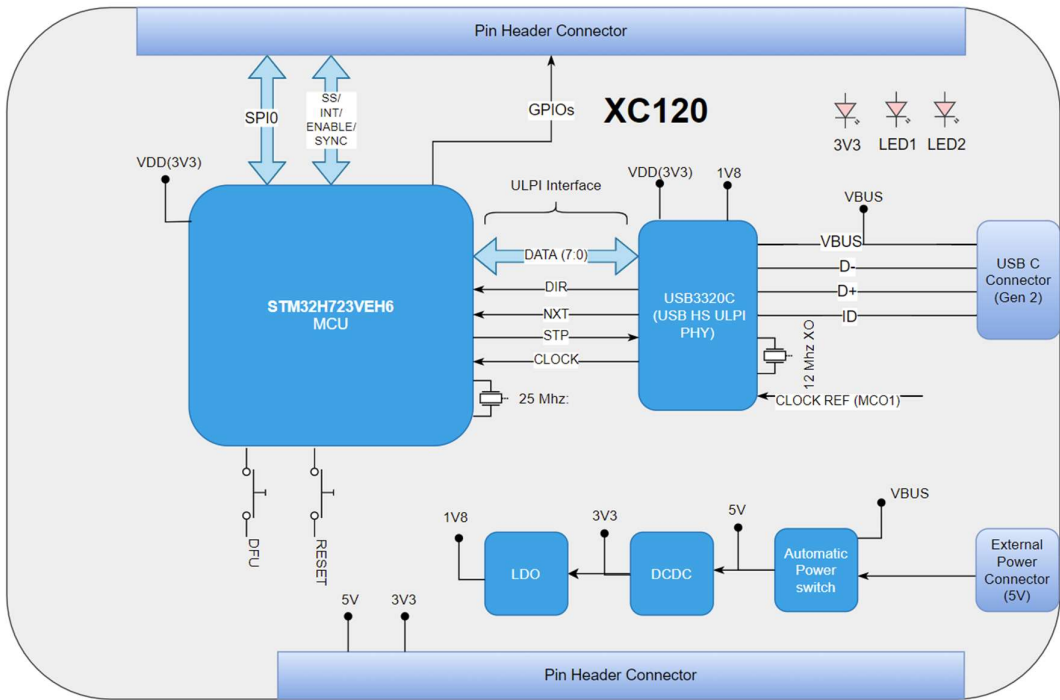 Pin Header Connector
SPI0
SS/
INT/
ENABLE/
SYNC
GPIOs
XC120
3V3
LED1
LED2
VDD(3V3)
ULPI Interface
VDD(3V3)
1V8
VBUS
STM32H723VEH6
MCU
DATA (7:0)
DIR
NXT
STP
CLOCK
25 Mhz:
USB3320C
(USB HS ULPI
PHY)
VBUS
D-
D+
ID
12 Mhz XO
CLOCK REF (MCO1)
USB C
Connector
(Gen 2)
DFU
RESET
1V8
LDO
3V3
DCDC
5V
Automatic
Power
switch
VBUS
External
Power
Connector
(5V)
5V
3V3
Pin Header Connector